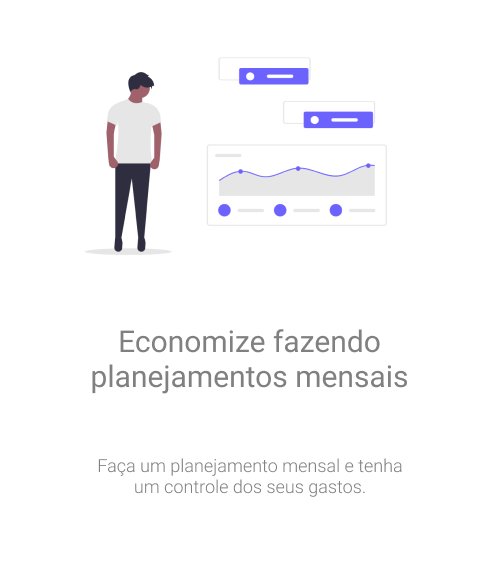 Economize fazendo
planejamentos mensais
Faça um planejamento mensal e tenha
um controle dos seus gastos.